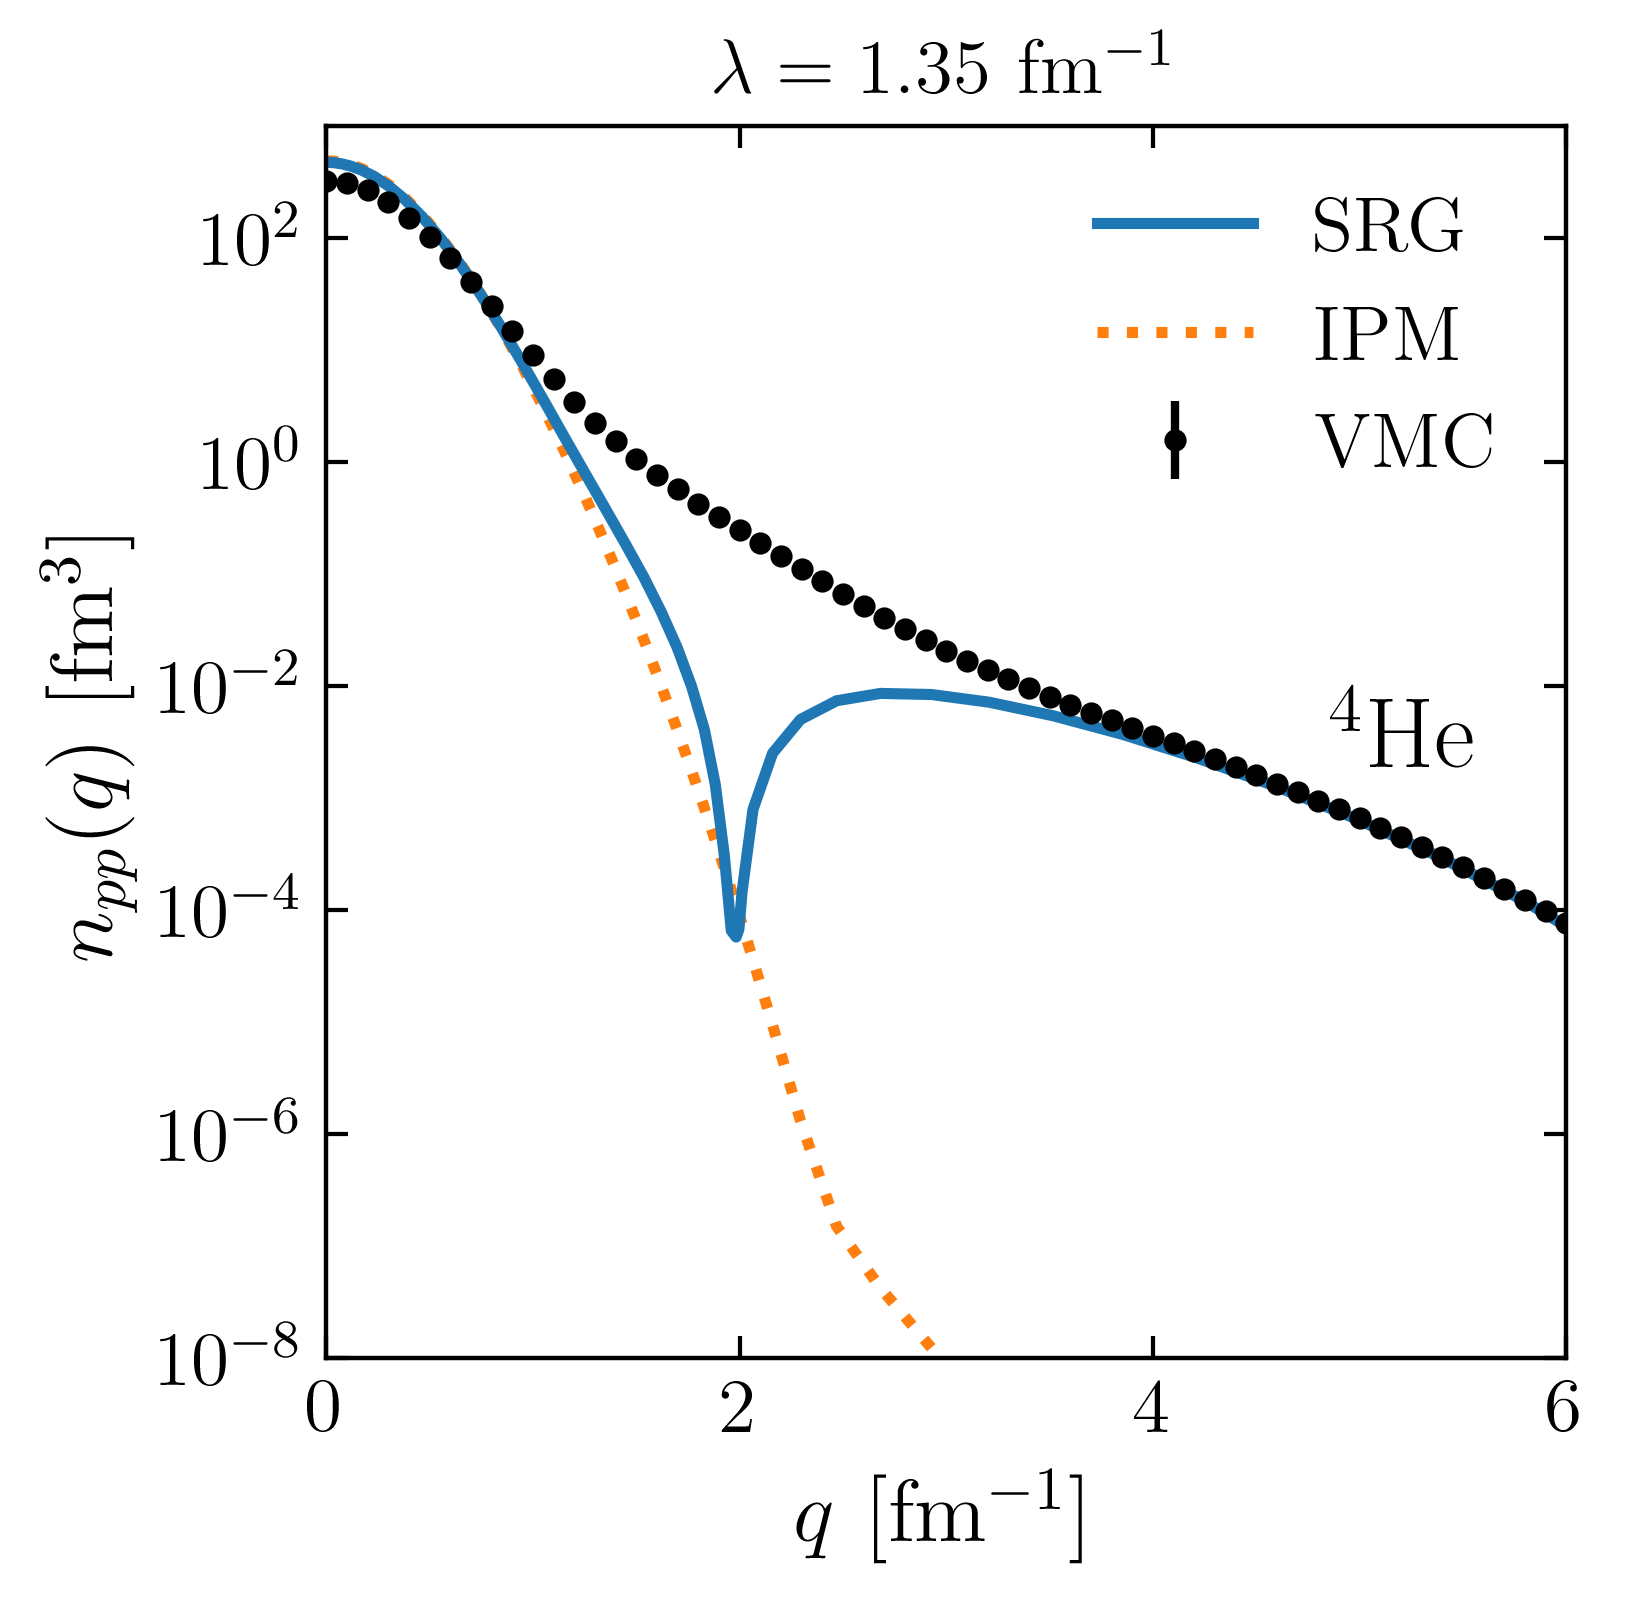 λ = 1.35 fm⁻¹
n_pp(q) [fm³]
10²
10⁰
10⁻²
10⁻⁴
10⁻⁶
10⁻⁸
SRG
IPM
VMC
⁴He
0 2 4 6
q [fm⁻¹]